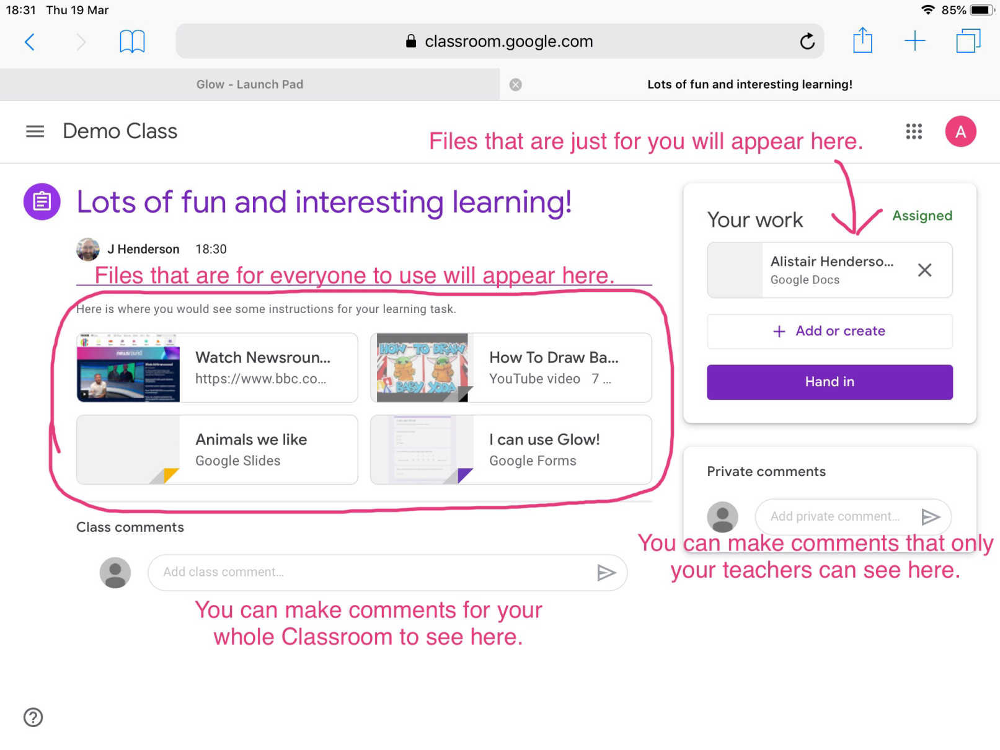 18:31 Thu 19 Mar
85%
classroom.google.com
Glow - Launch Pad
Lots of fun and interesting learning!
Demo Class
A
Files that are just for you will appear here.
Lots of fun and interesting learning!
J Henderson 18:30
Files that are for everyone to use will appear here.
Here is where you would see some instructions for your learning task.
newsround
Watch Newsroun...
https://www.bbc.co...
HOW TO DRAW
BABY YODA
How To Draw Ba...
YouTube video 7 ...
Animals we like
Google Slides
I can use Glow!
Google Forms
Your work
Assigned
Alistair Henderso...
Google Docs
Add or create
Hand in
Private comments
Add private comment...
You can make comments that only
your teachers can see here.
Class comments
Add class comment...
You can make comments for your
whole Classroom to see here.